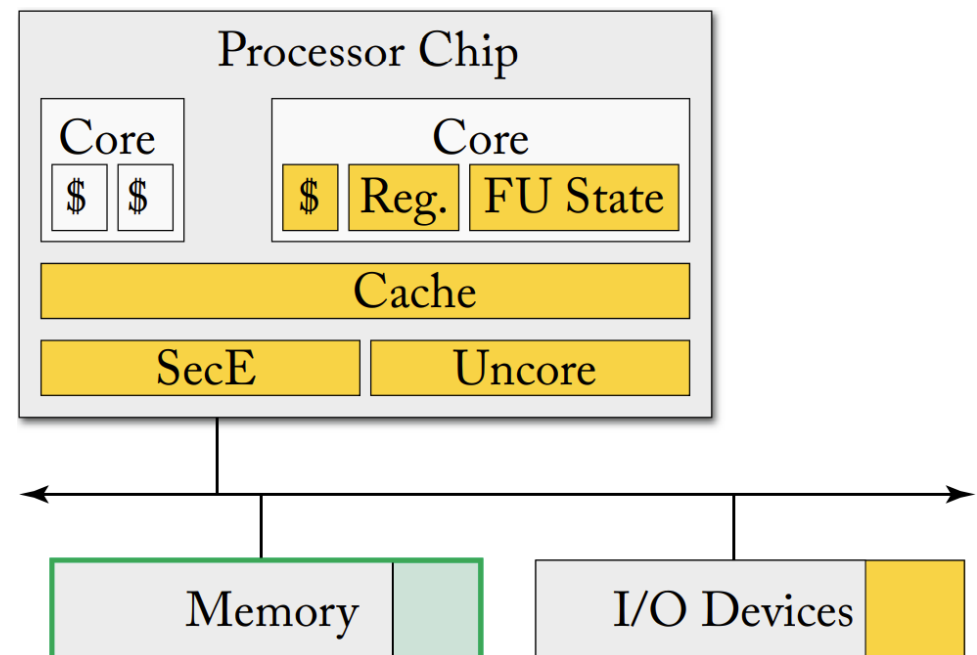 Processor Chip
Core
$ $
Core
$ Reg. FU State
Cache
SecE Uncore
Memory I/O Devices